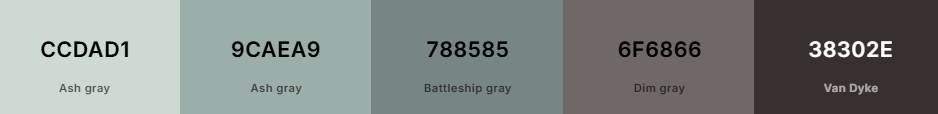 CCDAD1 9CAEA9 788585 6F6866 38302E
Ash gray Ash gray Battleship gray Dim gray Van Dyke